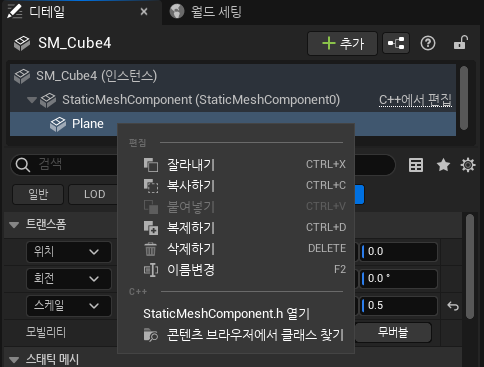 디테일 × 월드 세팅
SM_Cube4 + 추가
SM_Cube4 (인스턴스)
StaticMeshComponent (StaticMeshComponent0) C++에서 편집
Plane
편집
검색
잘라내기 CTRL+X
복사하기 CTRL+C
일반 LOD
붙여넣기 CTRL+V
복제하기 CTRL+D
트랜스폼
삭제하기 DELETE
위치 0.0
이름변경 F2
회전 0.0 °
C++
스케일 0.5
StaticMeshComponent.h 열기
모빌리티 무버블
콘텐츠 브라우저에서 클래스 찾기
스태틱 메시